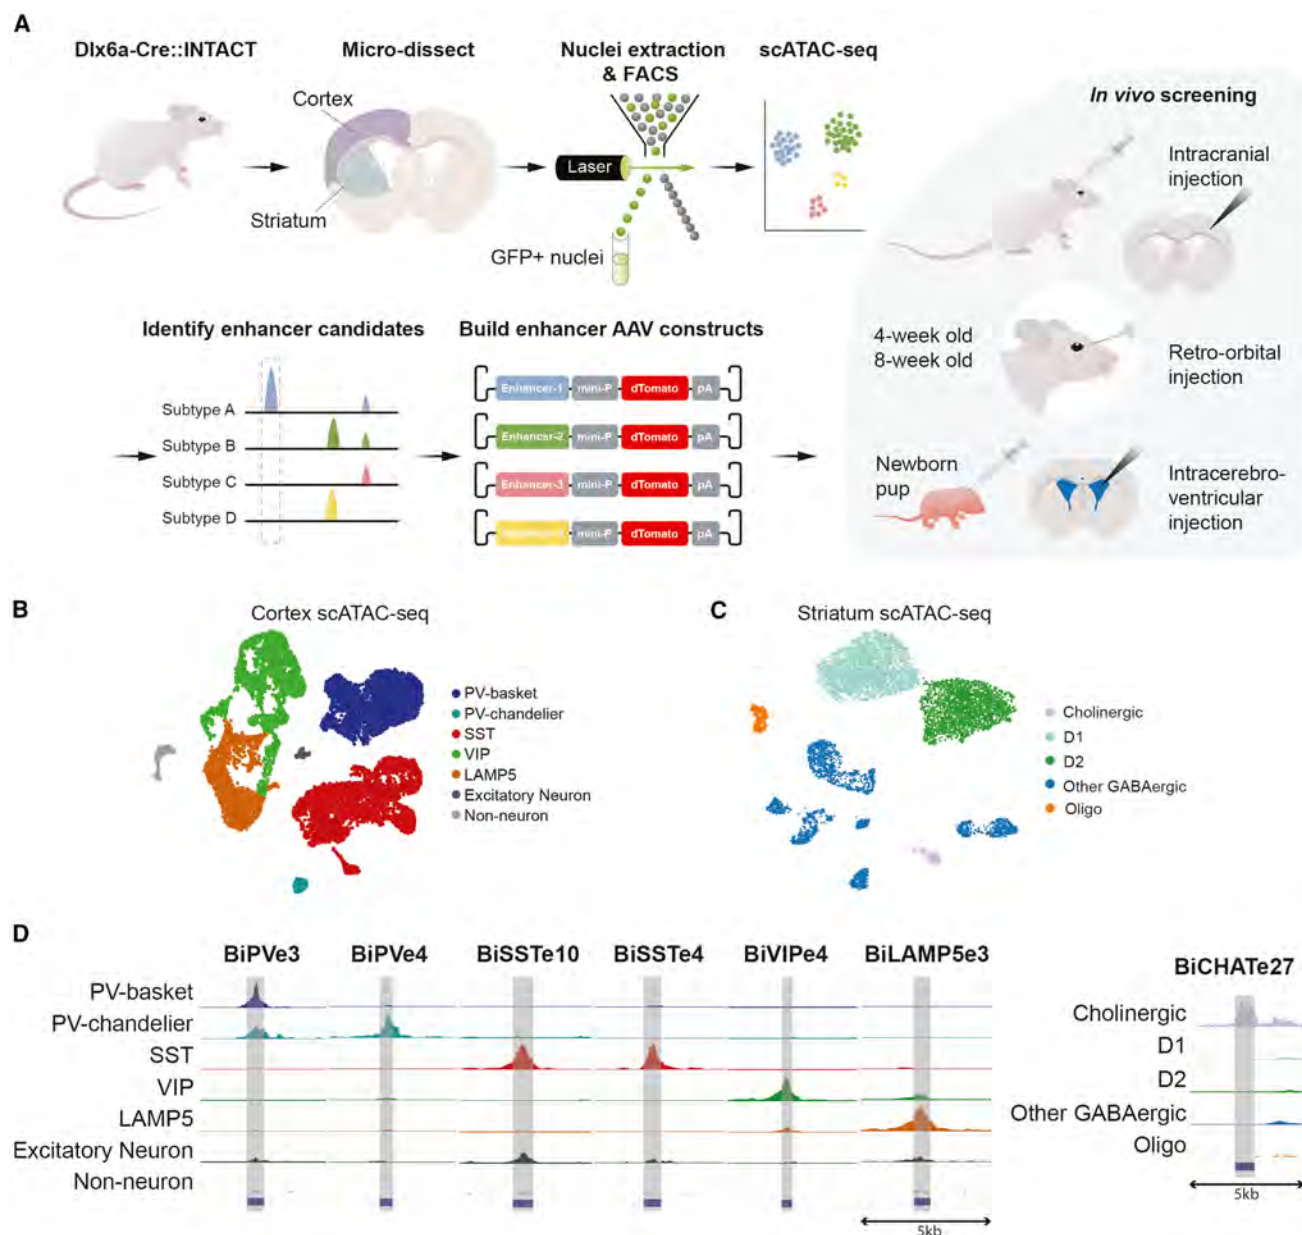 A
Dlx6a-Cre::INTACT
Micro-dissect
Nuclei extraction
& FACS
scATAC-seq
Cortex
Striatum
Laser
GFP+ nuclei
In vivo screening
Intracranial
injection
4-week old
8-week old
Retro-orbital
injection
Newborn
pup
Intracerebro-
ventricular
injection
Identify enhancer candidates
Subtype A
Subtype B
Subtype C
Subtype D
Build enhancer AAV constructs
Enhancer-1 mini-P dTomato pA
Enhancer-2 mini-P dTomato pA
Enhancer-3 mini-P dTomato pA
mini-P dTomato pA
B
Cortex scATAC-seq
PV-basket
PV-chandelier
SST
VIP
LAMP5
Excitatory Neuron
Non-neuron
C
Striatum scATAC-seq
Cholinergic
D1
D2
Other GABAergic
Oligo
D
BiPVe3 BiPVe4 BiSSTe10 BiSSTe4 BiVIPe4 BiLAMP5e3
PV-basket
PV-chandelier
SST
VIP
LAMP5
Excitatory Neuron
Non-neuron
5kb
BiCHATe27
Cholinergic
D1
D2
Other GABAergic
Oligo
5kb